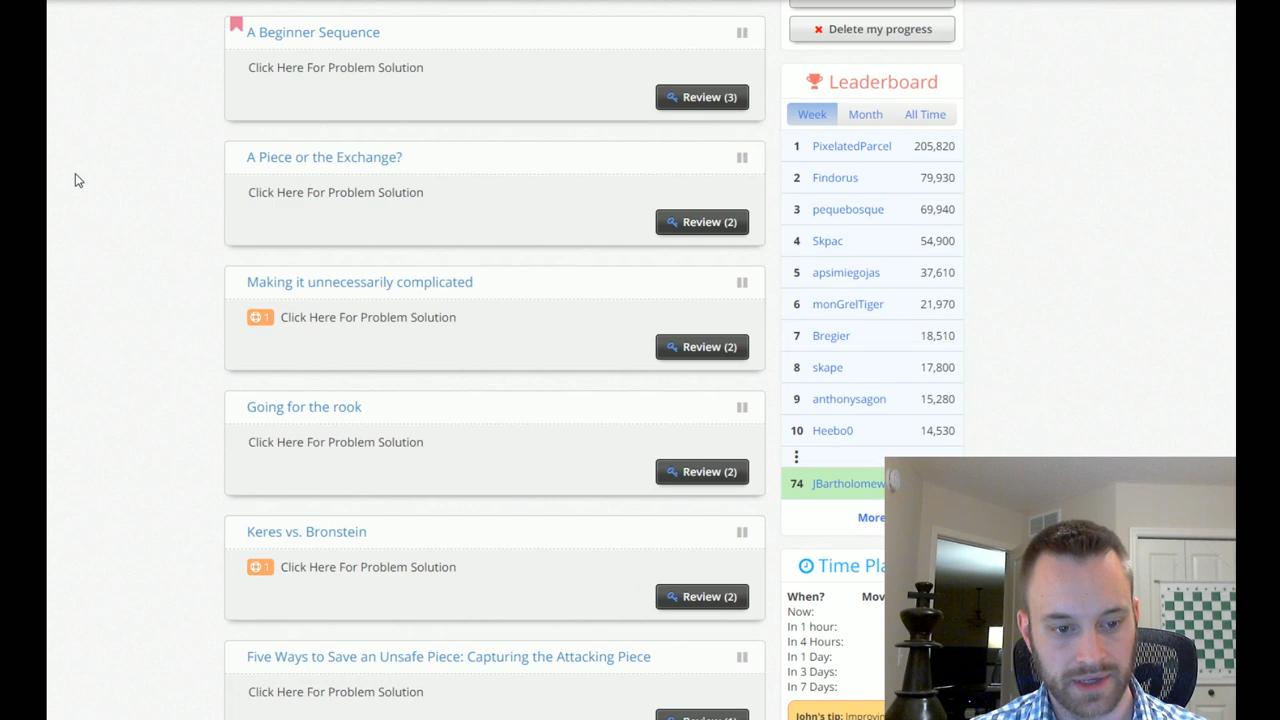 A Beginner Sequence
Click Here For Problem Solution
Review (3)
A Piece or the Exchange?
Click Here For Problem Solution
Review (2)
Making it unnecessarily complicated
1 Click Here For Problem Solution
Review (2)
Going for the rook
Click Here For Problem Solution
Review (2)
Keres vs. Bronstein
1 Click Here For Problem Solution
Review (2)
Five Ways to Save an Unsafe Piece: Capturing the Attacking Piece
Click Here For Problem Solution
Review (1)
Delete my progress
Leaderboard
Week Month All Time
1 PixelatedParcel 205,820
2 Findorus 79,930
3 pequebosque 69,940
4 Skpac 54,900
5 apsimiegojas 37,610
6 monGrelTiger 21,970
7 Bregier 18,510
8 skape 17,800
9 anthonysagon 15,280
10 Heebo0 14,530
74 JBartholomew
More
Time Pla
When? Mov
Now:
In 1 hour:
In 4 Hours:
In 1 Day:
In 3 Days:
In 7 Days:
John's tip: Improvin